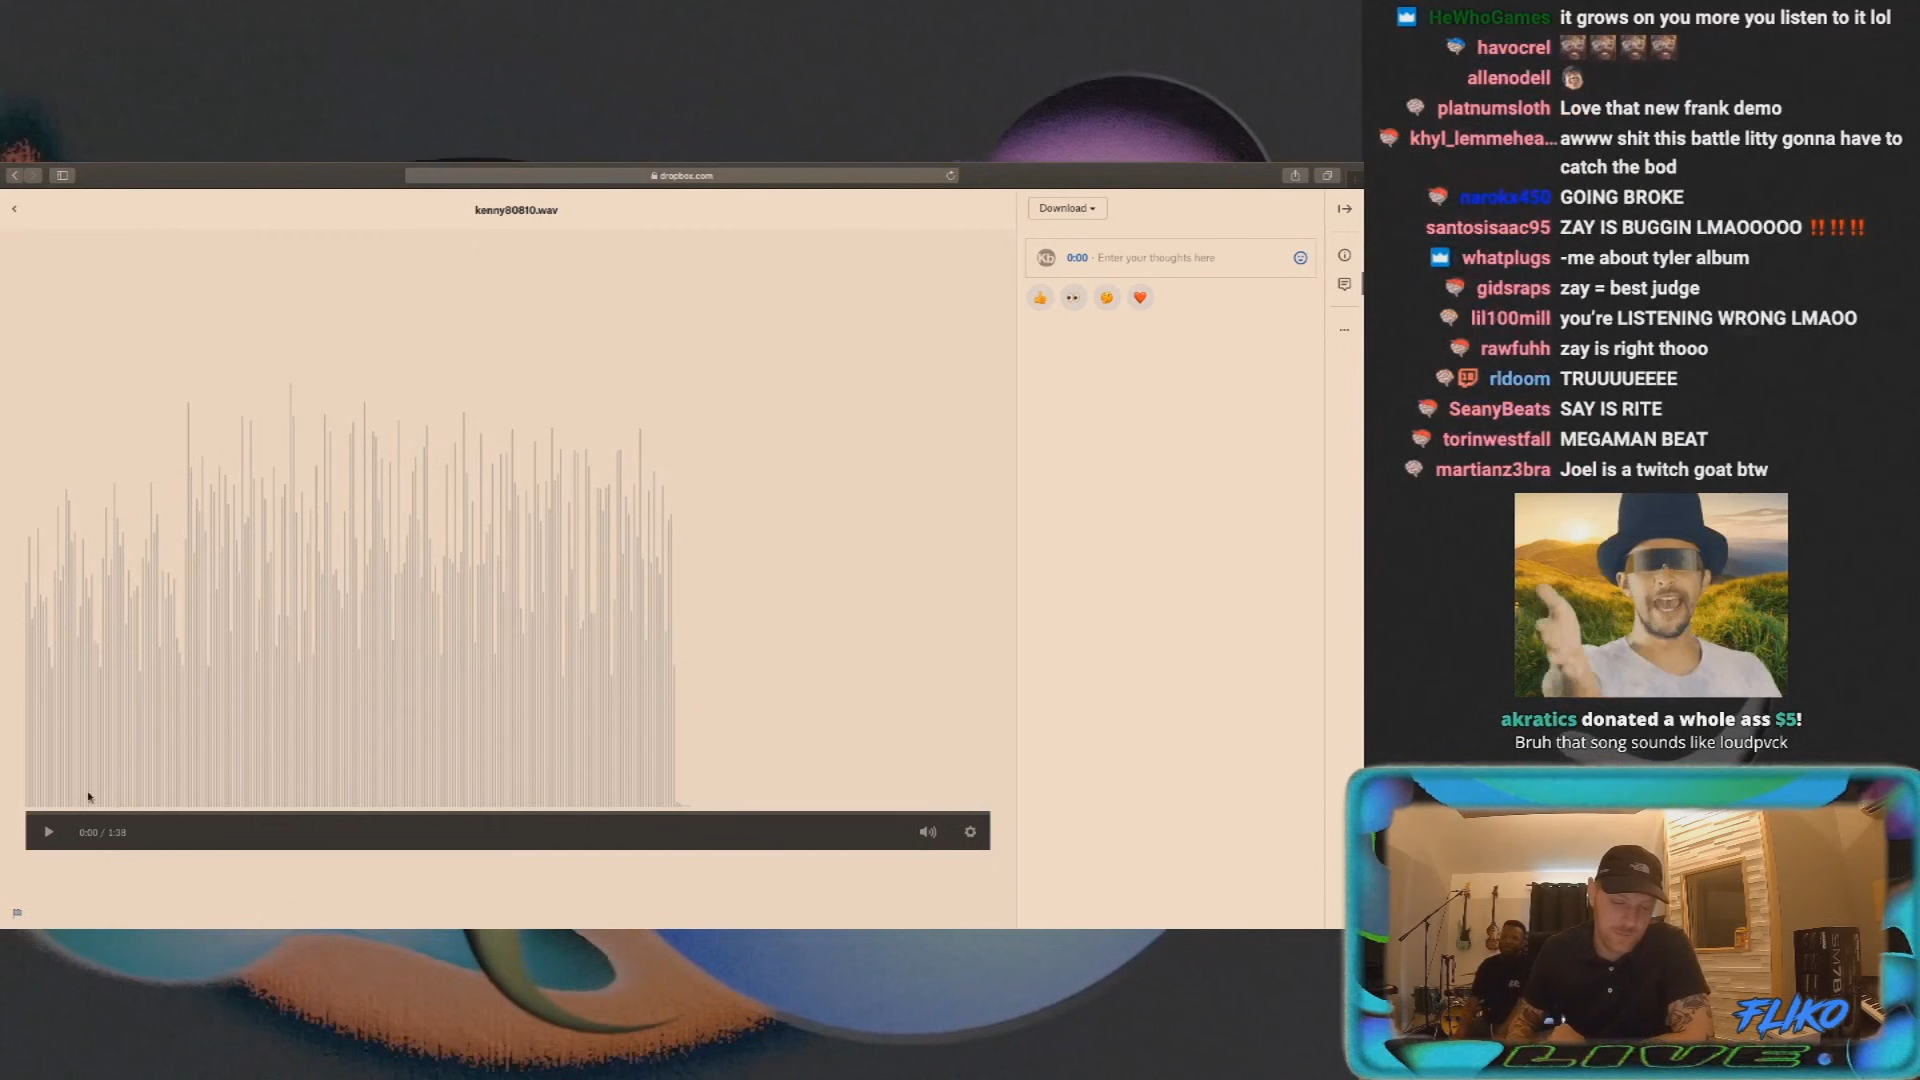 dropbox.com
kenny80810.wav
Download
0:00 - Enter your thoughts here
0:00 / 1:38
HeWhoGames it grows on you more you listen to it lol
havocrel
allenodell
platnumsloth Love that new frank demo
khyl_lemmehea... awww shit this battle litty gonna have to
catch the bod
narokx450 GOING BROKE
santosisaac95 ZAY IS BUGGIN LMAOOOOO ‼️‼️‼️
whatplugs -me about tyler album
gidsraps zay = best judge
lil100mill you’re LISTENING WRONG LMAOO
rawfuhh zay is right thooo
rldoom TRUUUUEEEE
SeanyBeats SAY IS RITE
torinwestfall MEGAMAN BEAT
martianz3bra Joel is a twitch goat btw
akratics donated a whole ass $5!
Bruh that song sounds like loudpvck
SM7B
FLIKO
LIVE